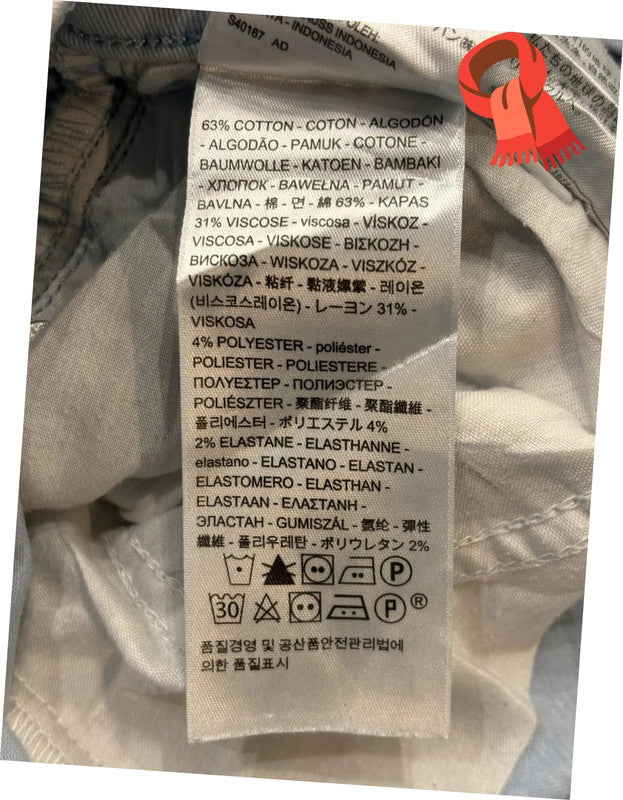 INDONESIA
S40187 AD
63% COTTON - COTON - ALGODÓN
- ALGODÃO - PAMUK - COTONE -
BAUMWOLLE - KATOEN - BAMBAKI
- ХЛОПОК - BAWEŁNA - PAMUT -
BAVLNA - 棉 - 면 - 綿 63% - KAPAS
31% VISCOSE - viscosa - VİSKOZ -
VISCOSA - VISKOSE - ΒΙΣΚΟΖΗ -
ВИСКОЗА - WISKOZA - VISZKÓZ -
VISKÓZA - 粘纤 - 黏液嫘縈 - 레이온
(비스코스레이온) - レーヨン 31% -
VISKOSA
4% POLYESTER - poliéster -
POLIESTER - POLIESTERE -
ΠΟΛΥΕΣΤΕΡ - ПОЛИЭСТЕР -
POLIÉSZTER - 聚酯纤维 - 聚酯纖維 -
폴리에스터 - ポリエステル 4%
2% ELASTANE - ELASTHANNE -
elastano - ELASTANO - ELASTAN -
ELASTOMERO - ELASTHAN -
ELASTAAN - ΕΛΑΣΤΑΝΗ -
ЭЛАСТАН - GUMISZÁL - 氨纶 - 彈性
纖維 - 폴리우레탄 - ポリウレタン 2%
P
30 P ®
품질경영 및 공산품안전관리법에
의한 품질표시